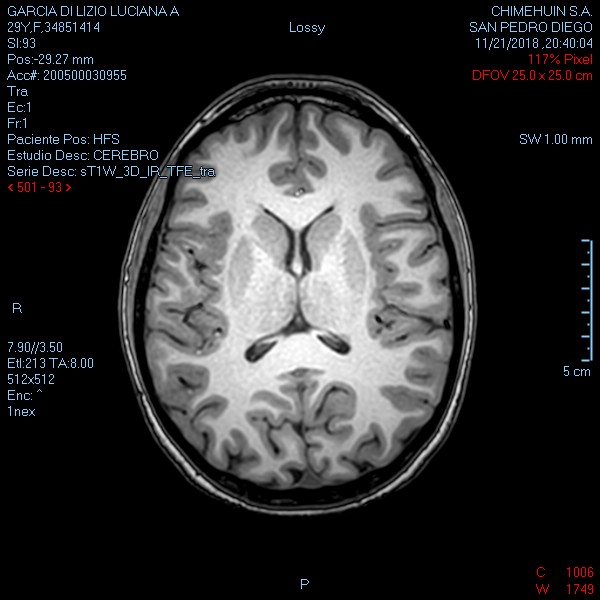 GARCIA DI LIZIO LUCIANA A
29Y,F,34851414
Sl:93
Pos:-29.27 mm
Acc#: 200500030955
Tra
Ec:1
Fr:1
Paciente Pos: HFS
Estudio Desc: CEREBRO
Serie Desc: sT1W_3D_IR_TFE_tra
< 501 - 93 >
Lossy
CHIMEHUIN S.A.
SAN PEDRO DIEGO
11/21/2018 ,20:40:04
117% Pixel
DFOV 25.0 x 25.0 cm
SW 1.00 mm
R
5 cm
7.90//3.50
Etl:213 TA:8.00
512x512
Enc: ^
1nex
P
C 1006
W 1749